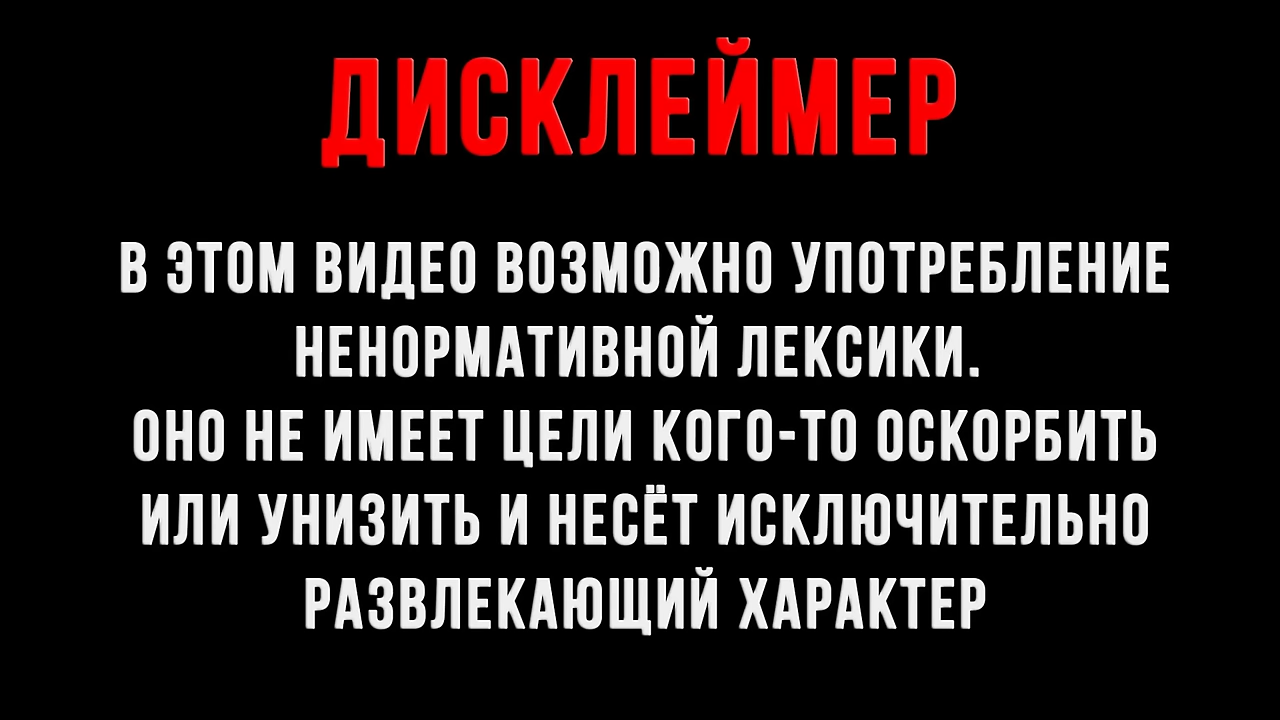 ДИСКЛЕЙМЕР
В ЭТОМ ВИДЕО ВОЗМОЖНО УПОТРЕБЛЕНИЕ
НЕНОРМАТИВНОЙ ЛЕКСИКИ.
ОНО НЕ ИМЕЕТ ЦЕЛИ КОГО-ТО ОСКОРБИТЬ
ИЛИ УНИЗИТЬ И НЕСЁТ ИСКЛЮЧИТЕЛЬНО
РАЗВЛЕКАЮЩИЙ ХАРАКТЕР